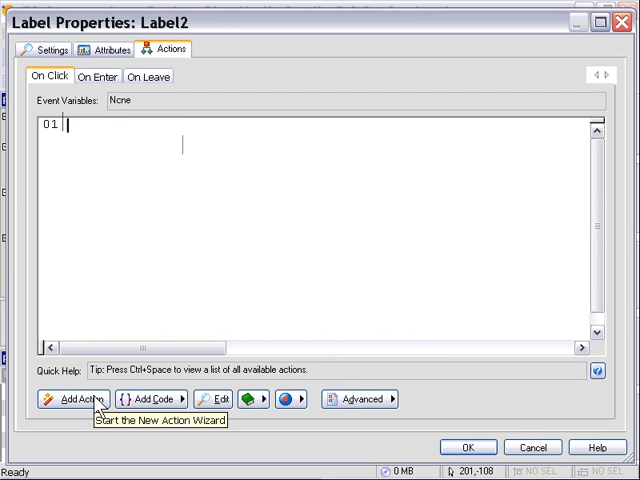 Label Properties: Label2
Settings Attributes Actions
On Click On Enter On Leave
Event Variables: None
01
Quick Help: Tip: Press Ctrl+Space to view a list of all available actions.
Add Action { } Add Code Edit Advanced
Start the New Action Wizard
OK Cancel Help
Ready 0 MB 201,-108 NO SEL NO SEL